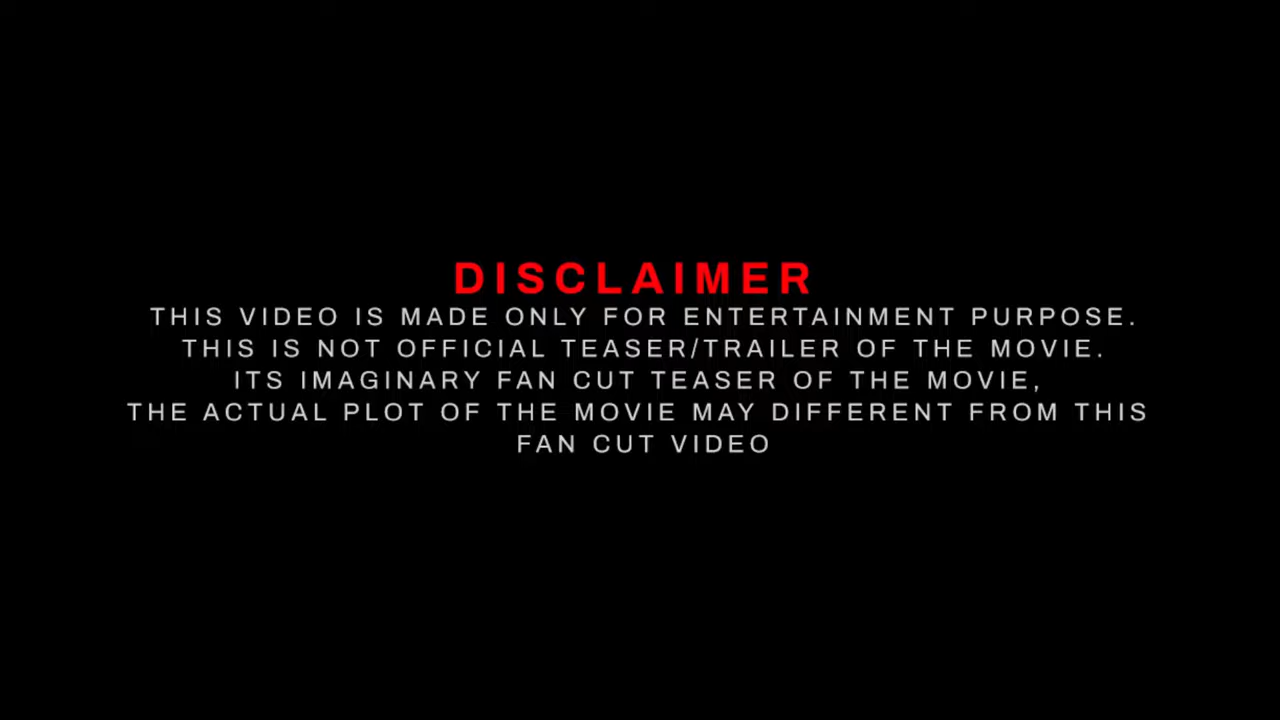 DISCLAIMER
THIS VIDEO IS MADE ONLY FOR ENTERTAINMENT PURPOSE.
THIS IS NOT OFFICIAL TEASER/TRAILER OF THE MOVIE.
ITS IMAGINARY FAN CUT TEASER OF THE MOVIE,
THE ACTUAL PLOT OF THE MOVIE MAY DIFFERENT FROM THIS
FAN CUT VIDEO